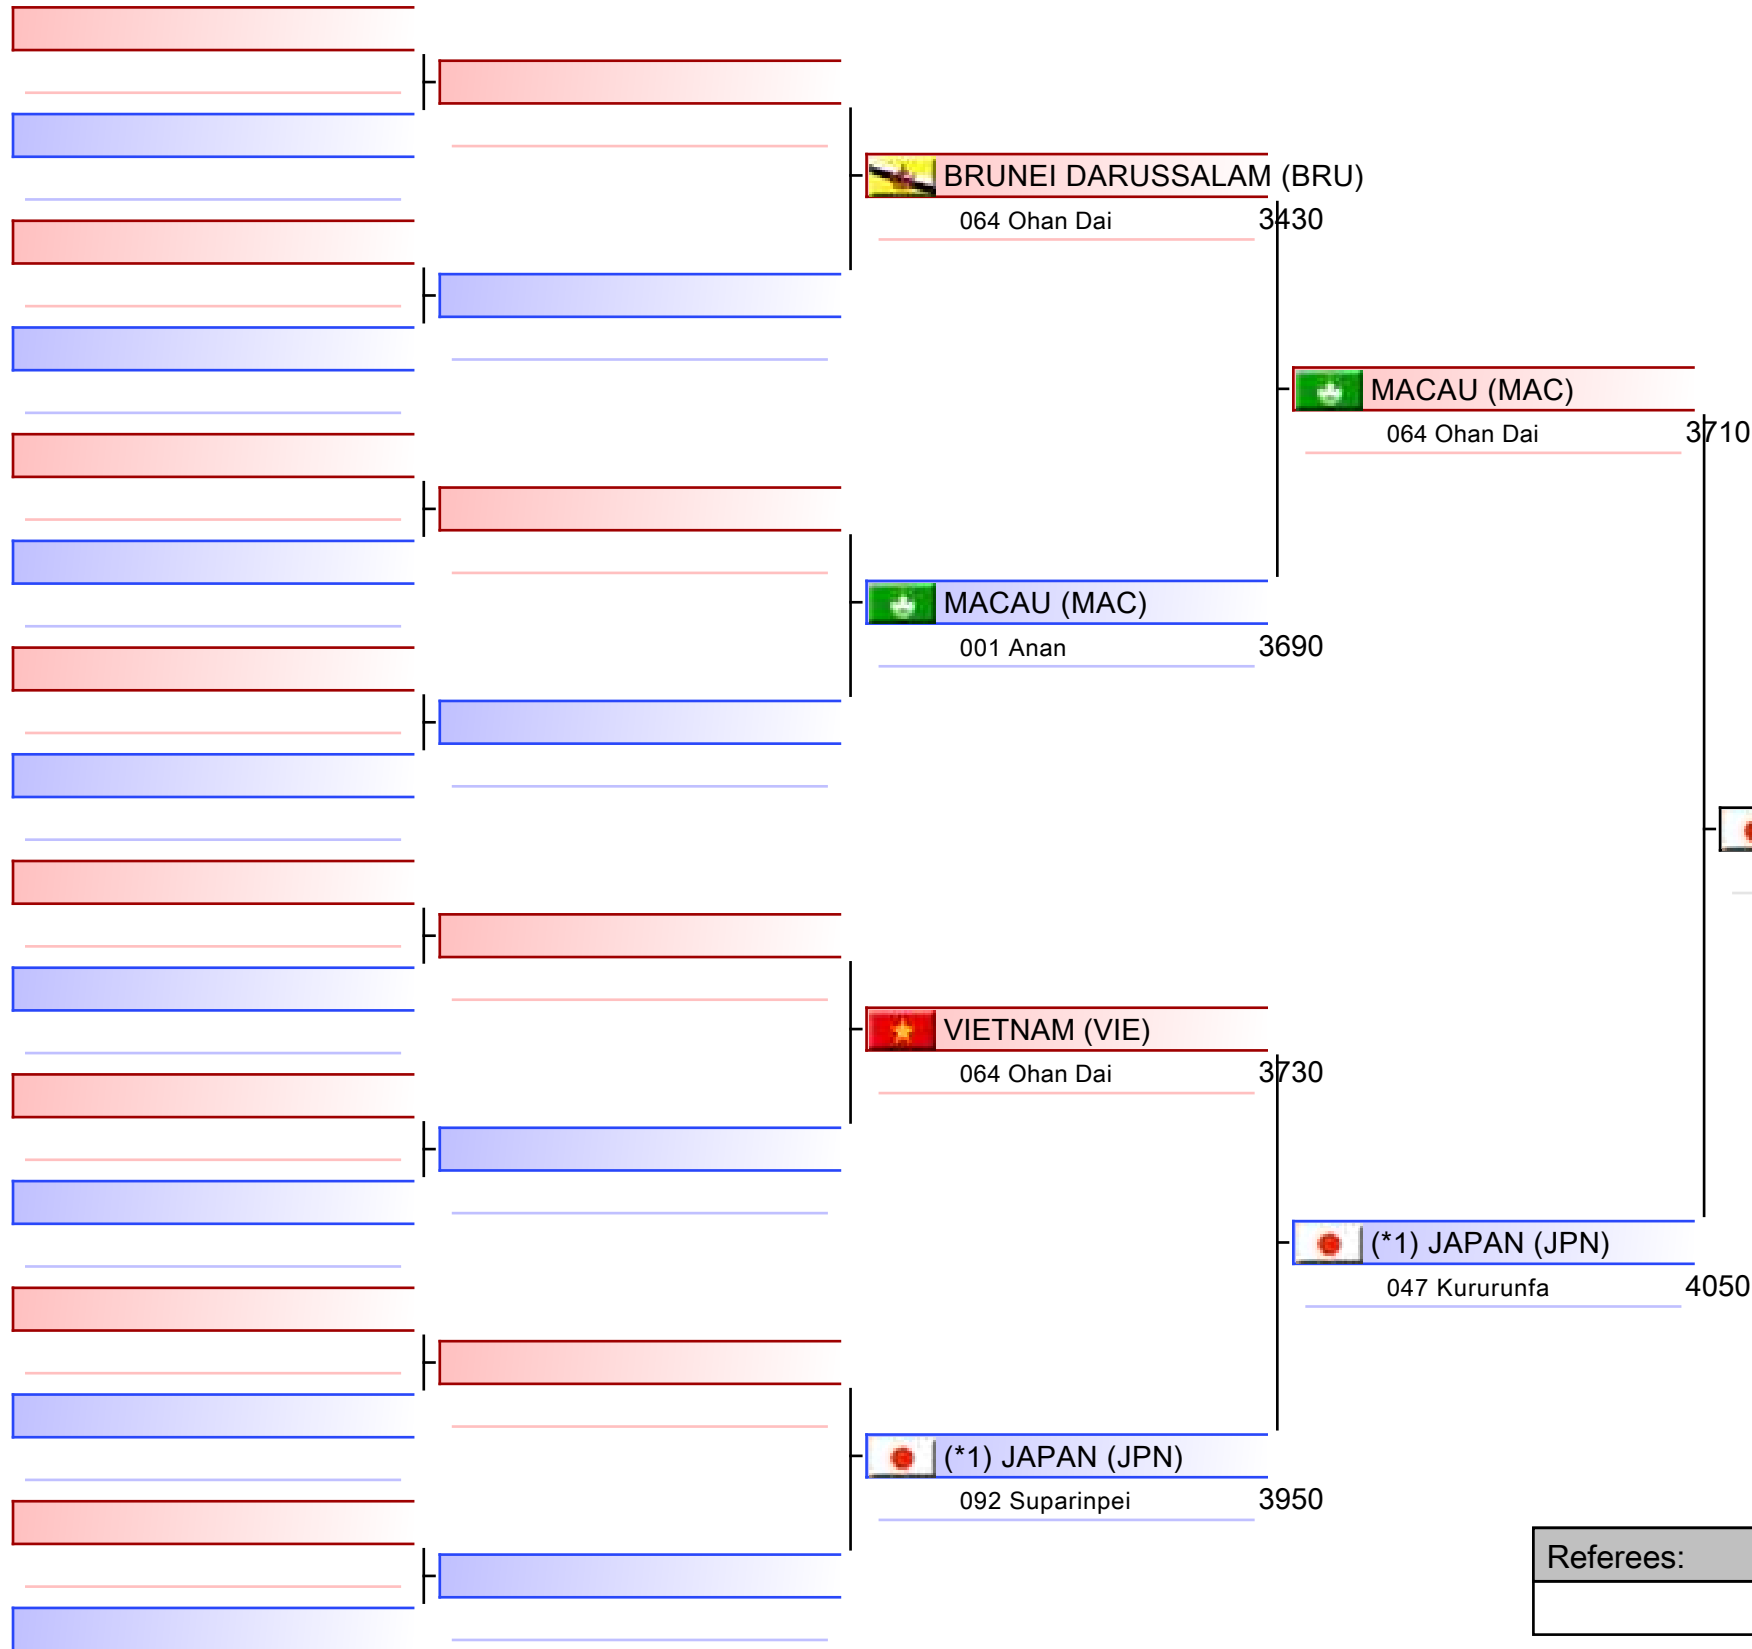 BRUNEI DARUSSALAM (BRU)
064 Ohan Dai 3430
MACAU (MAC)
064 Ohan Dai 3710
MACAU (MAC)
001 Anan 3690
VIETNAM (VIE)
064 Ohan Dai 3730
(*1) JAPAN (JPN)
047 Kururunfa 4050
(*1) JAPAN (JPN)
092 Suparinpei 3950
Referees: